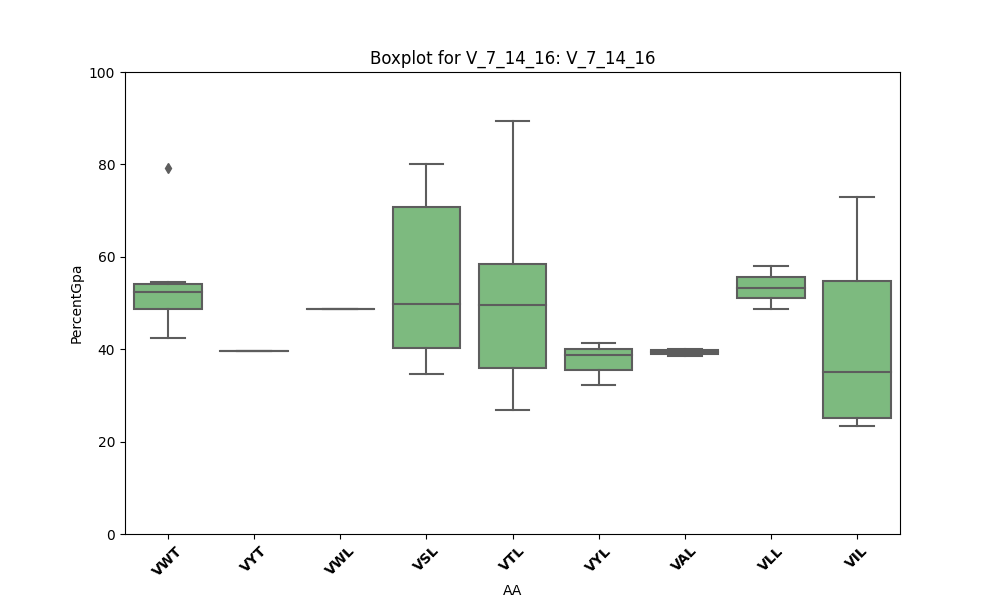 Boxplot for V_7_14_16: V_7_14_16
100
80
60
40
20
0
PercentGpa
VWT VYT VWL VSL VTL VYL VAL VLL VIL
AA